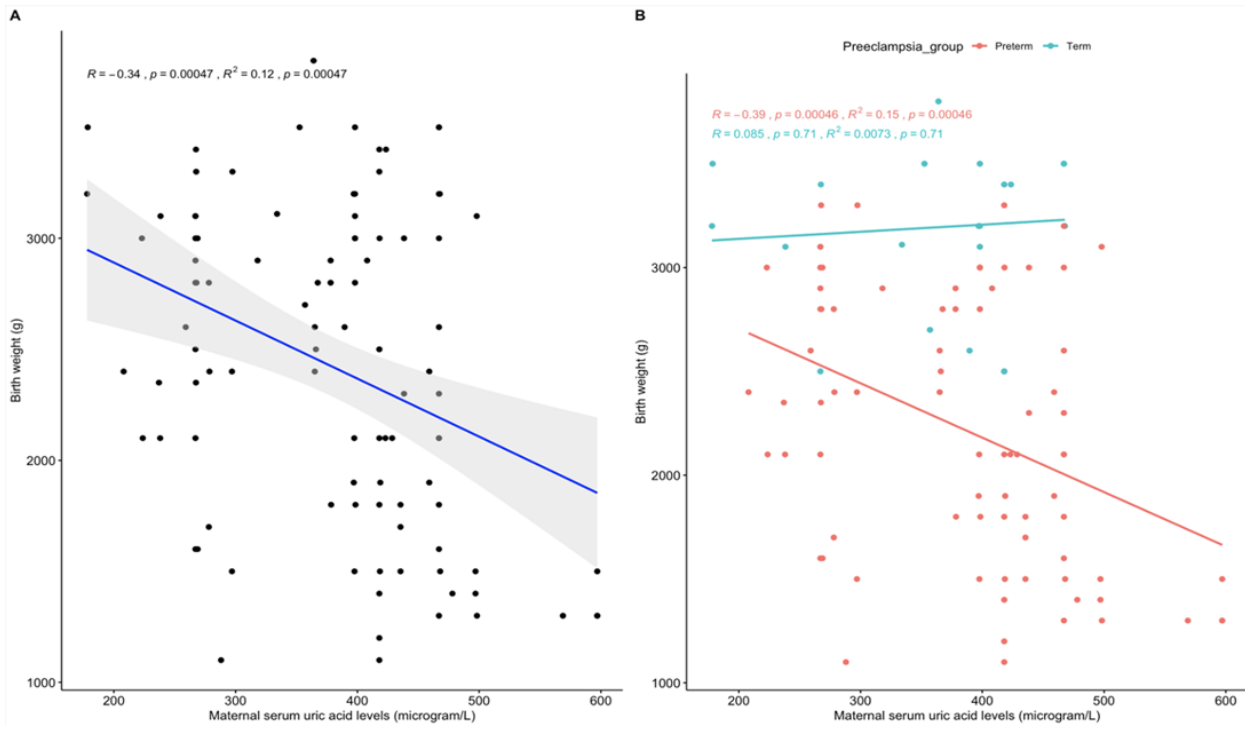 A
R = −0.34 , p = 0.00047 , R² = 0.12 , p = 0.00047
Birth weight (g)
3000
2000
1000
200 300 400 500 600
Maternal serum uric acid levels (microgram/L)
B
Preeclampsia_group Preterm Term
R = −0.39 , p = 0.00046 , R² = 0.15 , p = 0.00046
R = 0.085 , p = 0.71 , R² = 0.0073 , p = 0.71
Birth weight (g)
3000
2000
1000
200 300 400 500 600
Maternal serum uric acid levels (microgram/L)